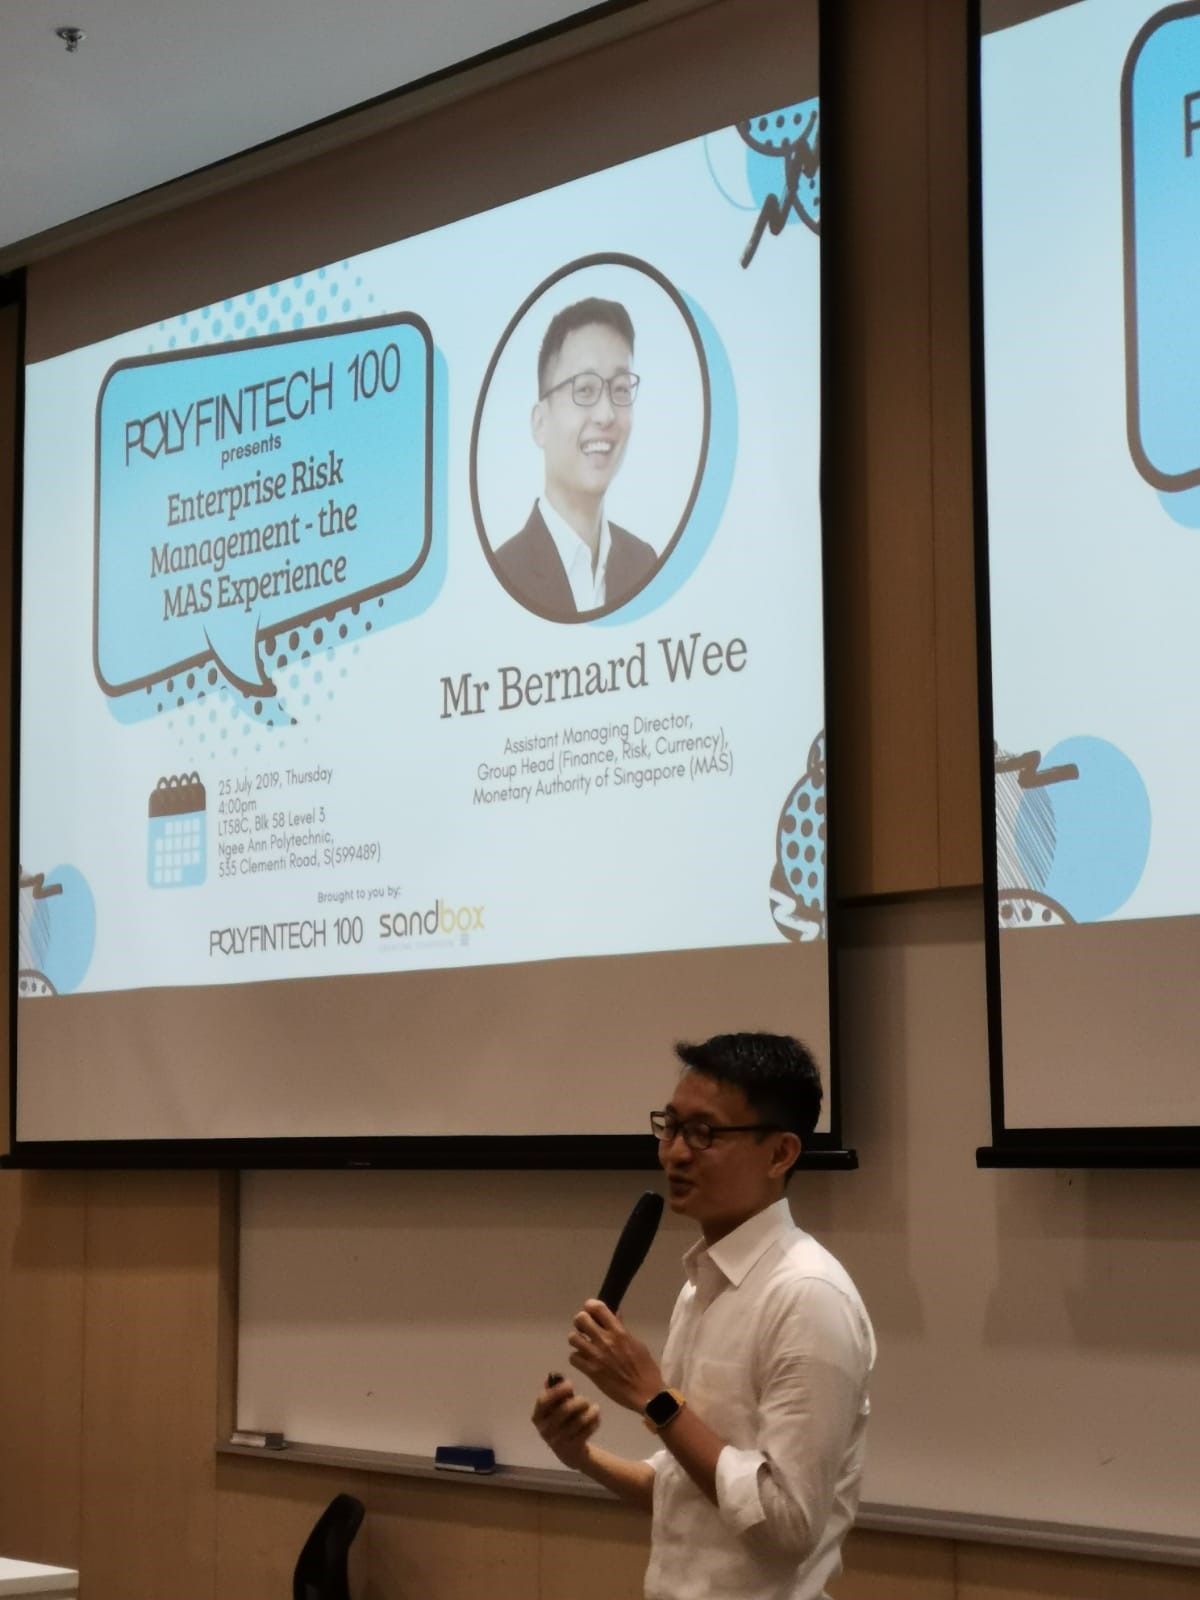 POLYFINTECH 100
presents
Enterprise Risk
Management - the
MAS Experience
Mr Bernard Wee
Assistant Managing Director,
Group Head (Finance, Risk, Currency),
Monetary Authority of Singapore (MAS)
25 July 2019, Thursday
4:00pm
LT58C, Blk 58 Level 3
Ngee Ann Polytechnic,
535 Clementi Road, S(599489)
Brought to you by:
POLYFINTECH 100 sandbox
P